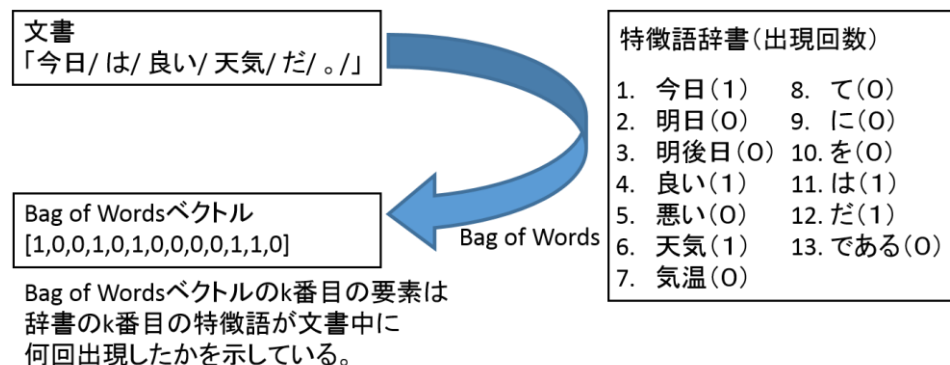 文書
「今日/ は/ 良い/ 天気/ だ/ 。/」
特徴語辞書(出現回数)
1. 今日(1)
2. 明日(0)
3. 明後日(0)
4. 良い(1)
5. 悪い(0)
6. 天気(1)
7. 気温(0)
8. て(0)
9. に(0)
10. を(0)
11. は(1)
12. だ(1)
13. である(0)
Bag of Words
Bag of Wordsベクトル
[1,0,0,1,0,1,0,0,0,0,1,1,0]
Bag of Wordsベクトルのk番目の要素は
辞書のk番目の特徴語が文書中に
何回出現したかを示している。